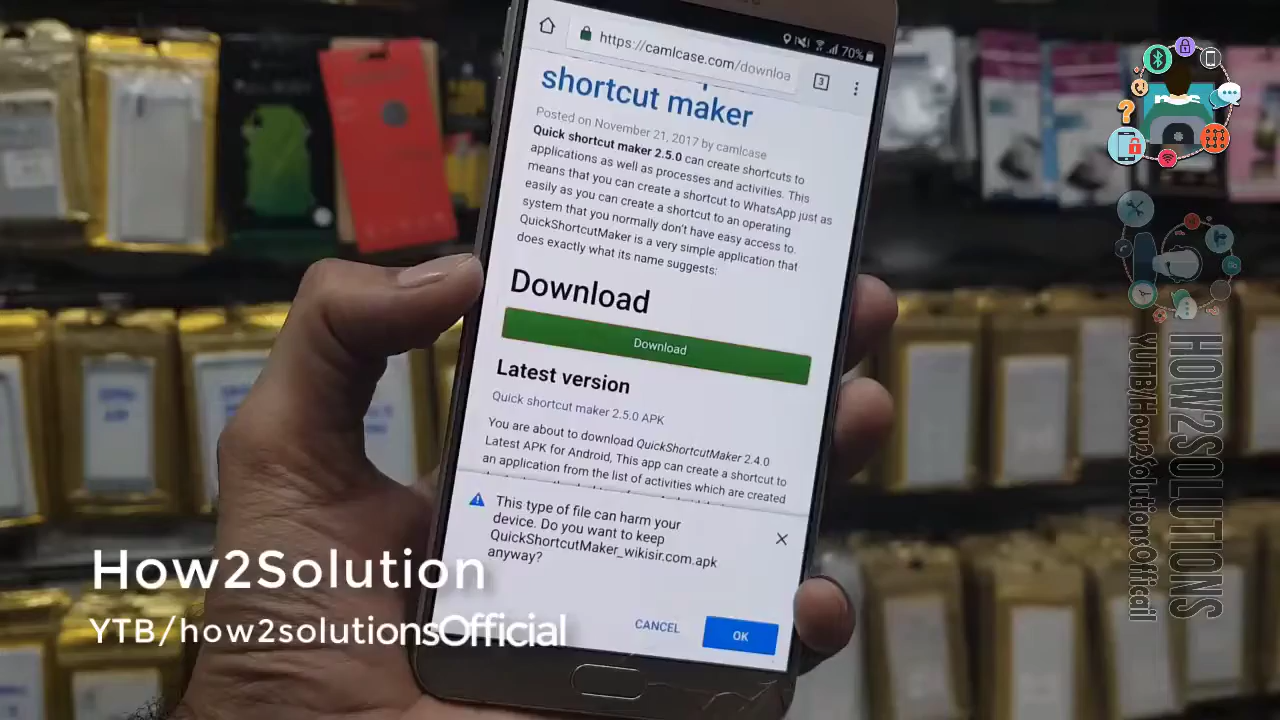 https://camlcase.com/downloa
3
70%
shortcut maker
Posted on November 21, 2017 by camlcase
Quick shortcut maker 2.5.0 can create shortcuts to
applications as well as processes and activities. This
means that you can create a shortcut to WhatsApp just as
easily as you can create a shortcut to an operating
system that you normally don't have easy access to.
QuickShortcutMaker is a very simple application that
does exactly what its name suggests:
Download
Download
Latest version
Quick shortcut maker 2.5.0 APK
You are about to download QuickShortcutMaker 2.4.0
Latest APK for Android, This app can create a shortcut to
an application from the list of activities which are created
This type of file can harm your
device. Do you want to keep
QuickShortcutMaker_wikisir.com.apk
anyway?
CANCEL
OK
How2Solution
YTB/how2solutionsOfficial
HOW2SOLUTIONS
YUTB/How2SolutionsOffficail